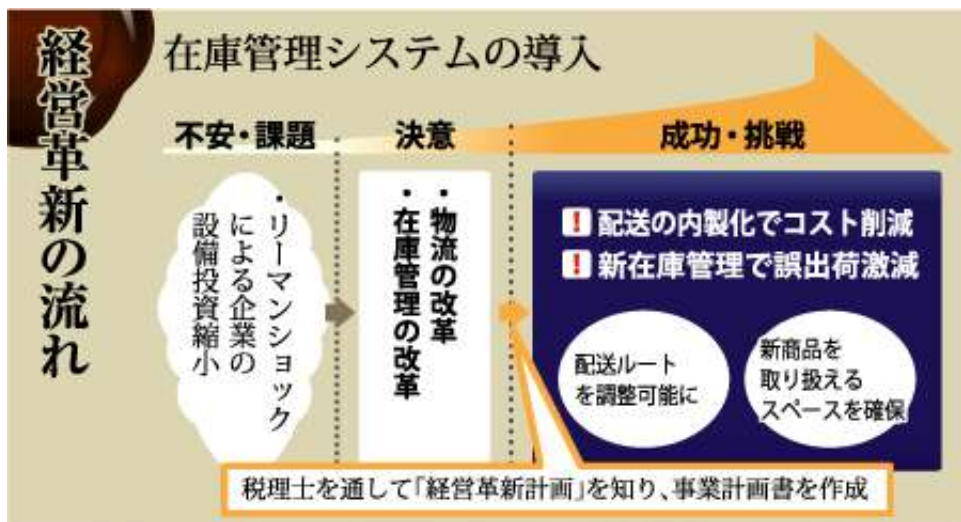 経営革新の流れ
在庫管理システムの導入
不安・課題
決意
成功・挑戦
・リーマンショック
による企業の
設備投資縮小
・物流の改革
・在庫管理の改革
! 配送の内製化でコスト削減
! 新在庫管理で誤出荷激減
配送ルート
を調整可能に
新商品を
取り扱える
スペースを確保
税理士を通して「経営革新計画」を知り、事業計画書を作成